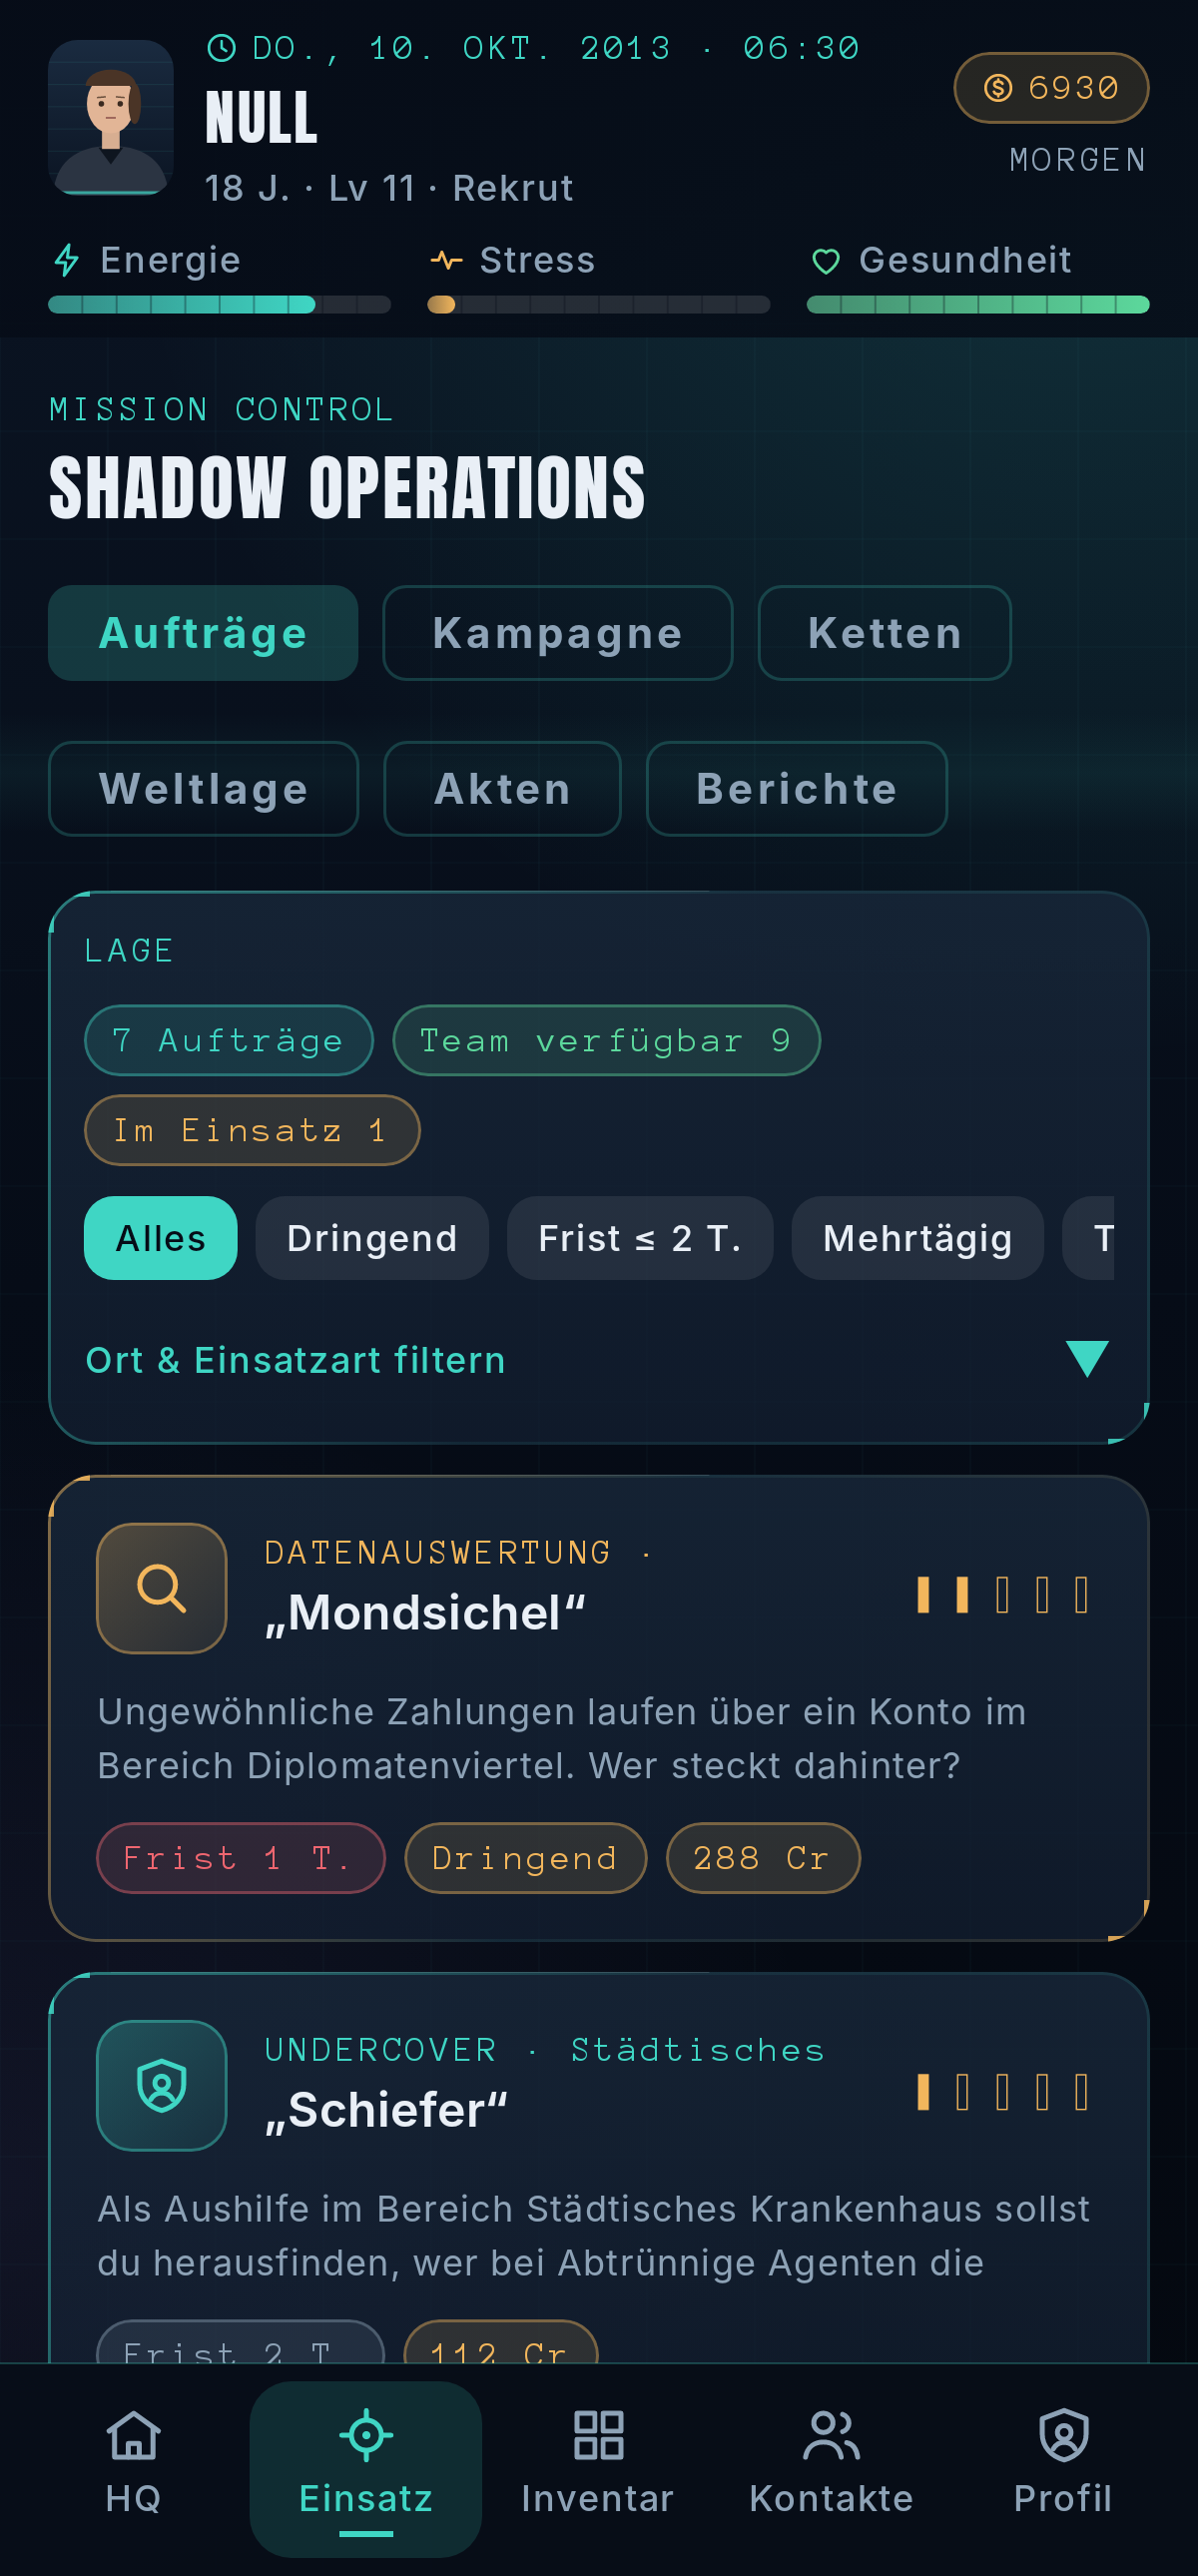 DO., 10. OKT. 2013 · 06:30
NULL
18 J. · Lv 11 · Rekrut
6930
MORGEN
Energie
Stress
Gesundheit
MISSION CONTROL
SHADOW OPERATIONS
Aufträge
Kampagne
Ketten
Weltlage
Akten
Berichte
LAGE
7 Aufträge
Team verfügbar 9
Im Einsatz 1
Alles
Dringend
Frist ≤ 2 T.
Mehrtägig
T
Ort & Einsatzart filtern
DATENAUSWERTUNG ·
„Mondsichel“
Ungewöhnliche Zahlungen laufen über ein Konto im
Bereich Diplomatenviertel. Wer steckt dahinter?
Frist 1 T.
Dringend
288 Cr
UNDERCOVER · Städtisches
„Schiefer“
Als Aushilfe im Bereich Städtisches Krankenhaus sollst
du herausfinden, wer bei Abtrünnige Agenten die
Frist 2 T
112 Cr
HQ
Einsatz
Inventar
Kontakte
Profil